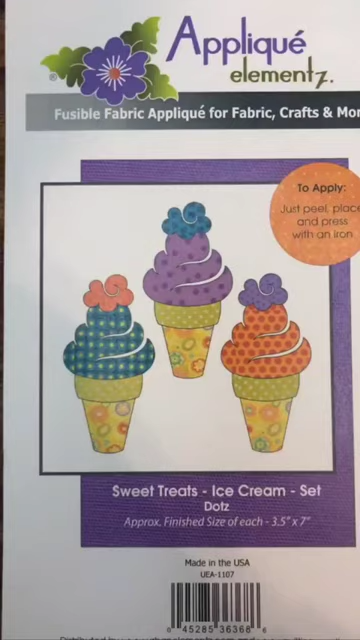 Appliqué
elementz.
®
Fusible Fabric Appliqué for Fabric, Crafts & Mor
To Apply:
Just peel, place
and press
with an iron
Sweet Treats - Ice Cream - Set
Dotz
Approx. Finished Size of each - 3.5" x 7"
Made in the USA
UEA-1107
0 45285 36366 6